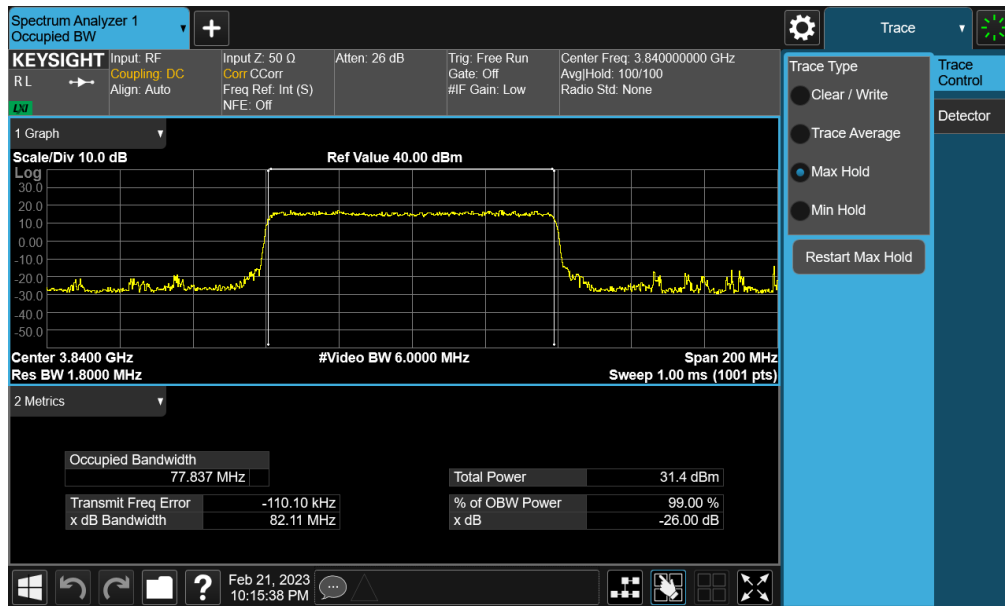 Spectrum Analyzer 1
Occupied BW
+
Trace
KEYSIGHT
R L
LXI
Input: RF
Coupling: DC
Align: Auto
Input Z: 50 Ω
Corr CCorr
Freq Ref: Int (S)
NFE: Off
Atten: 26 dB
Trig: Free Run
Gate: Off
#IF Gain: Low
Center Freq: 3.840000000 GHz
Avg|Hold: 100/100
Radio Std: None
Trace Type
Clear / Write
Trace Average
Max Hold
Min Hold
Restart Max Hold
Trace
Control
Detector
1 Graph
Scale/Div 10.0 dB
Ref Value 40.00 dBm
Log
30.0
20.0
10.0
0.00
-10.0
-20.0
-30.0
-40.0
-50.0
Center 3.8400 GHz
#Video BW 6.0000 MHz
Span 200 MHz
Res BW 1.8000 MHz
Sweep 1.00 ms (1001 pts)
2 Metrics
Occupied Bandwidth
77.837 MHz
Total Power 31.4 dBm
Transmit Freq Error -110.10 kHz
% of OBW Power 99.00 %
x dB Bandwidth 82.11 MHz
x dB -26.00 dB
?
Feb 21, 2023
10:15:38 PM